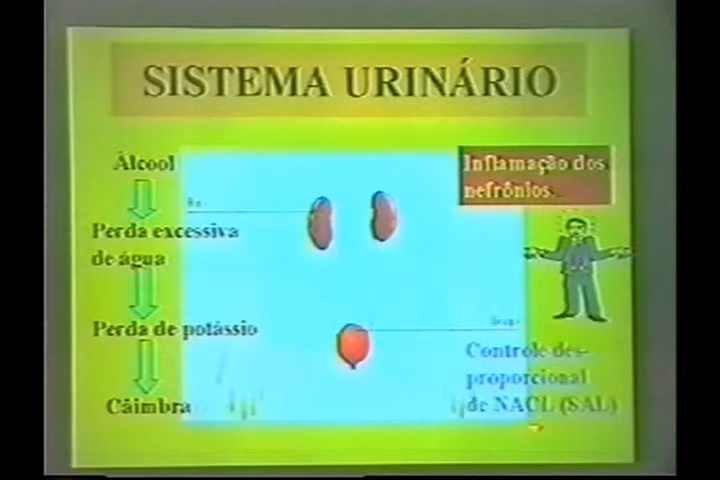 SISTEMA URINÁRIO
Álcool
Perda excessiva
de água
Perda de potássio
Câimbra
Inflamação dos
nefrônios.
Controle des-
proporcional
de NACL (SAL)